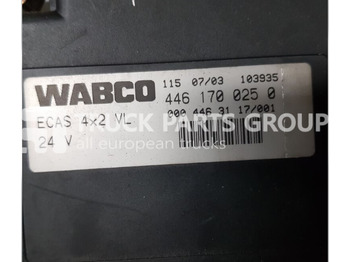 WABCO
115 07/03 103935
446 170 025 0
000 446 31 17/001
ECAS 4x2 VL
24 V
TRUCK PARTS GROUP
all european trucks